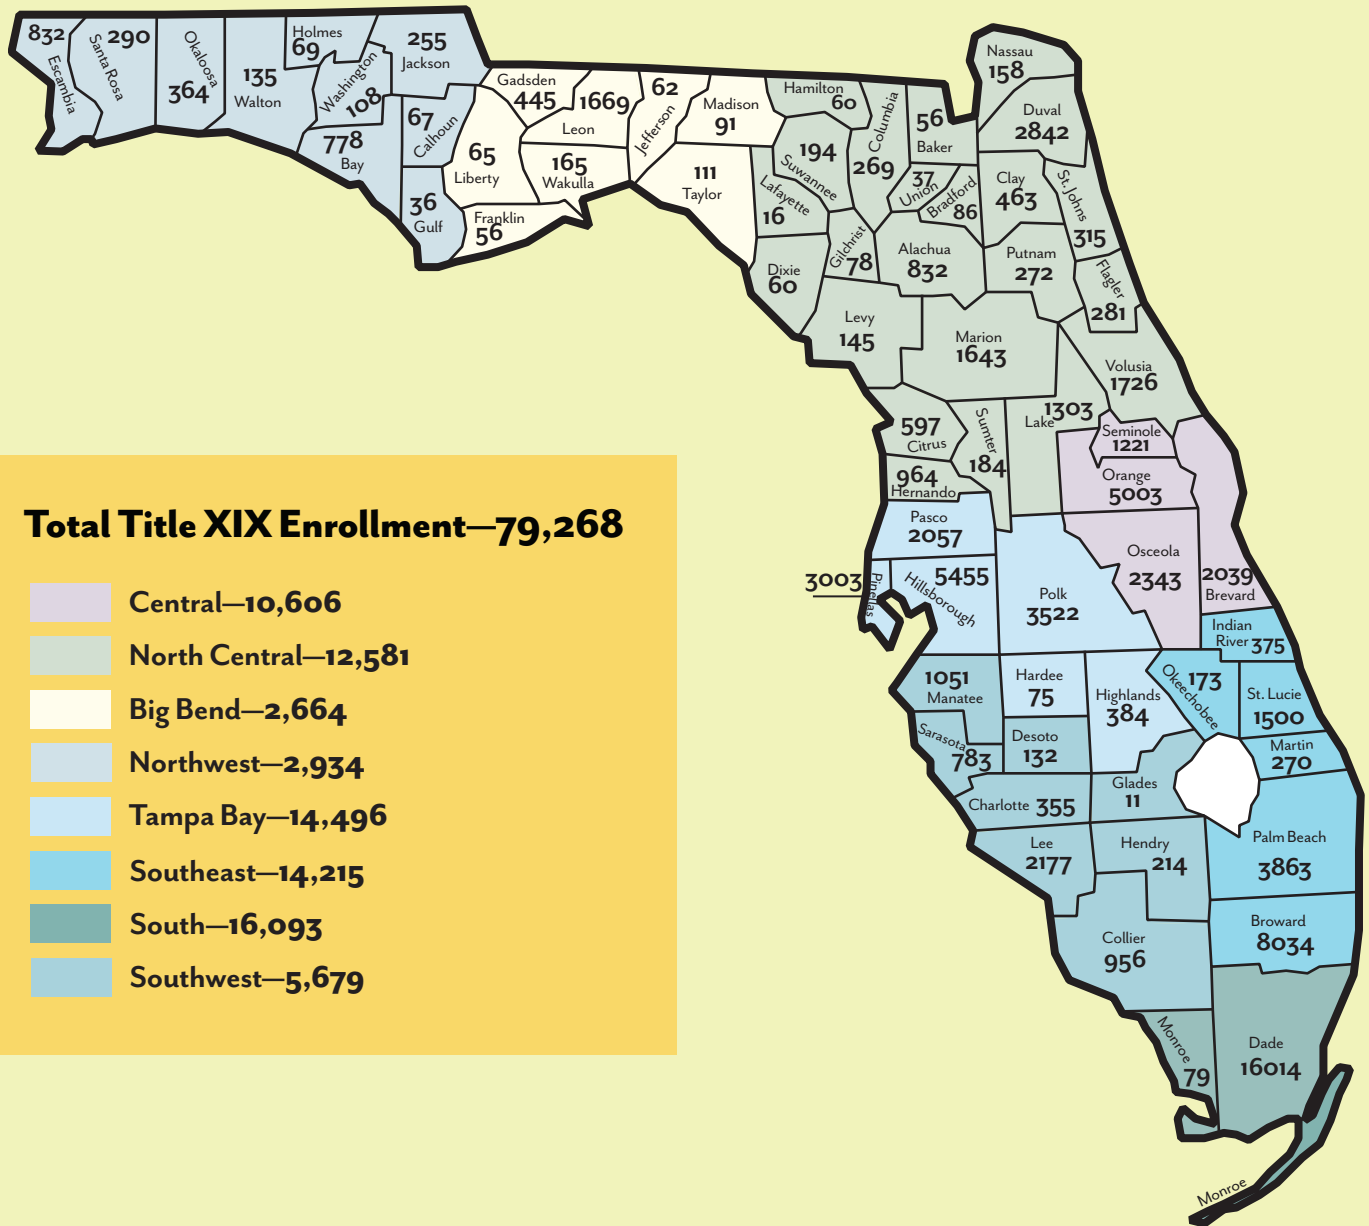 832
Escambia
290
Santa Rosa
Okaloosa
364
135
Walton
Holmes
69
Washington
108
255
Jackson
778
Bay
67
Calhoun
36
Gulf
Gadsden
445
65
Liberty
Franklin
56
1669
Leon
165
Wakulla
62
Jefferson
Madison
91
111
Taylor
Hamilton
60
194
Suwannee
Lafayette
16
Dixie
60
Columbia
269
Gilchrist
78
56
Baker
37
Union
Bradford
86
Nassau
158
Duval
2842
Clay
463
St. Johns
315
Alachua
832
Putnam
272
Flagler
281
Levy
145
Marion
1643
Volusia
1726
597
Citrus
Sumter
184
1303
Lake
964
Hernando
Seminole
1221
Orange
5003
Pasco
2057
Osceola
2343
2039
Brevard
3003
Pinellas
5455
Hillsborough
Polk
3522
Indian
River 375
1051
Manatee
Hardee
75
Highlands
384
173
Okeechobee
St. Lucie
1500
Sarasota
783
Desoto
132
Martin
270
Charlotte 355
Glades
11
Lee
2177
Hendry
214
Palm Beach
3863
Collier
956
Broward
8034
Monroe
79
Dade
16014
Monroe
Total Title XIX Enrollment—79,268
Central—10,606
North Central—12,581
Big Bend—2,664
Northwest—2,934
Tampa Bay—14,496
Southeast—14,215
South—16,093
Southwest—5,679